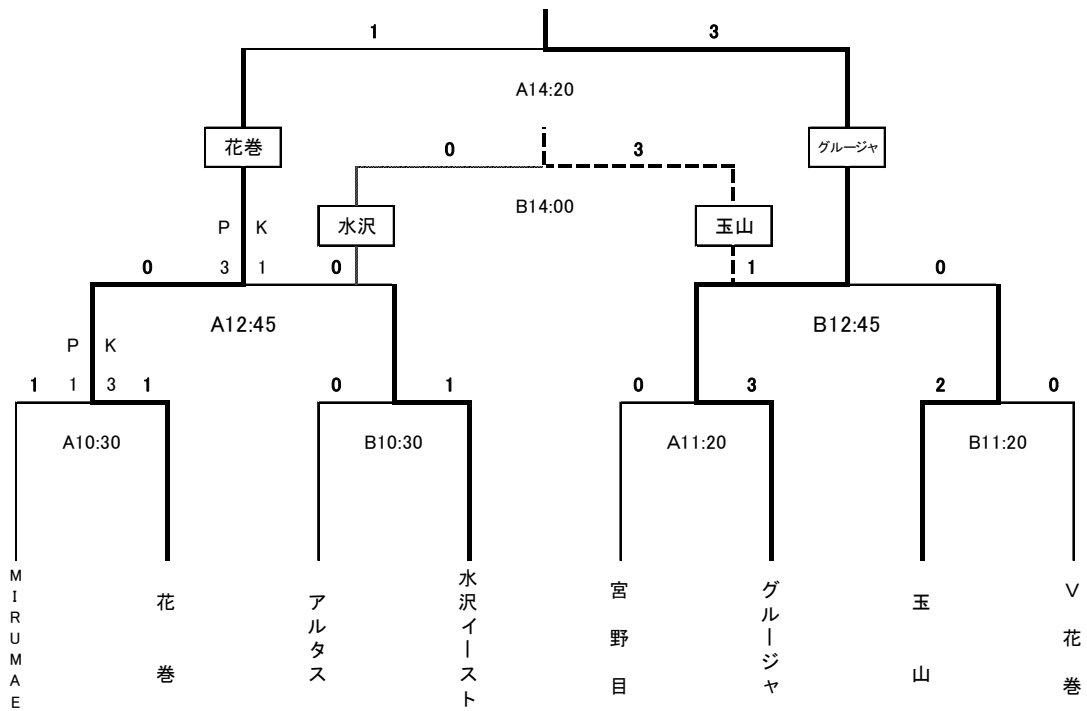 1 3
A14:20
花巻 グルージャ
0 3
B14:00
P K 水沢 玉山
0 3 1 0 1 0
A12:45 B12:45
P K
1 1 3 1 0 1 0 3 2 0
A10:30 B10:30 A11:20 B11:20
MIRUMAE
花巻
アルタス
水沢イースト
宮野目
グルージャ
玉山
V花巻